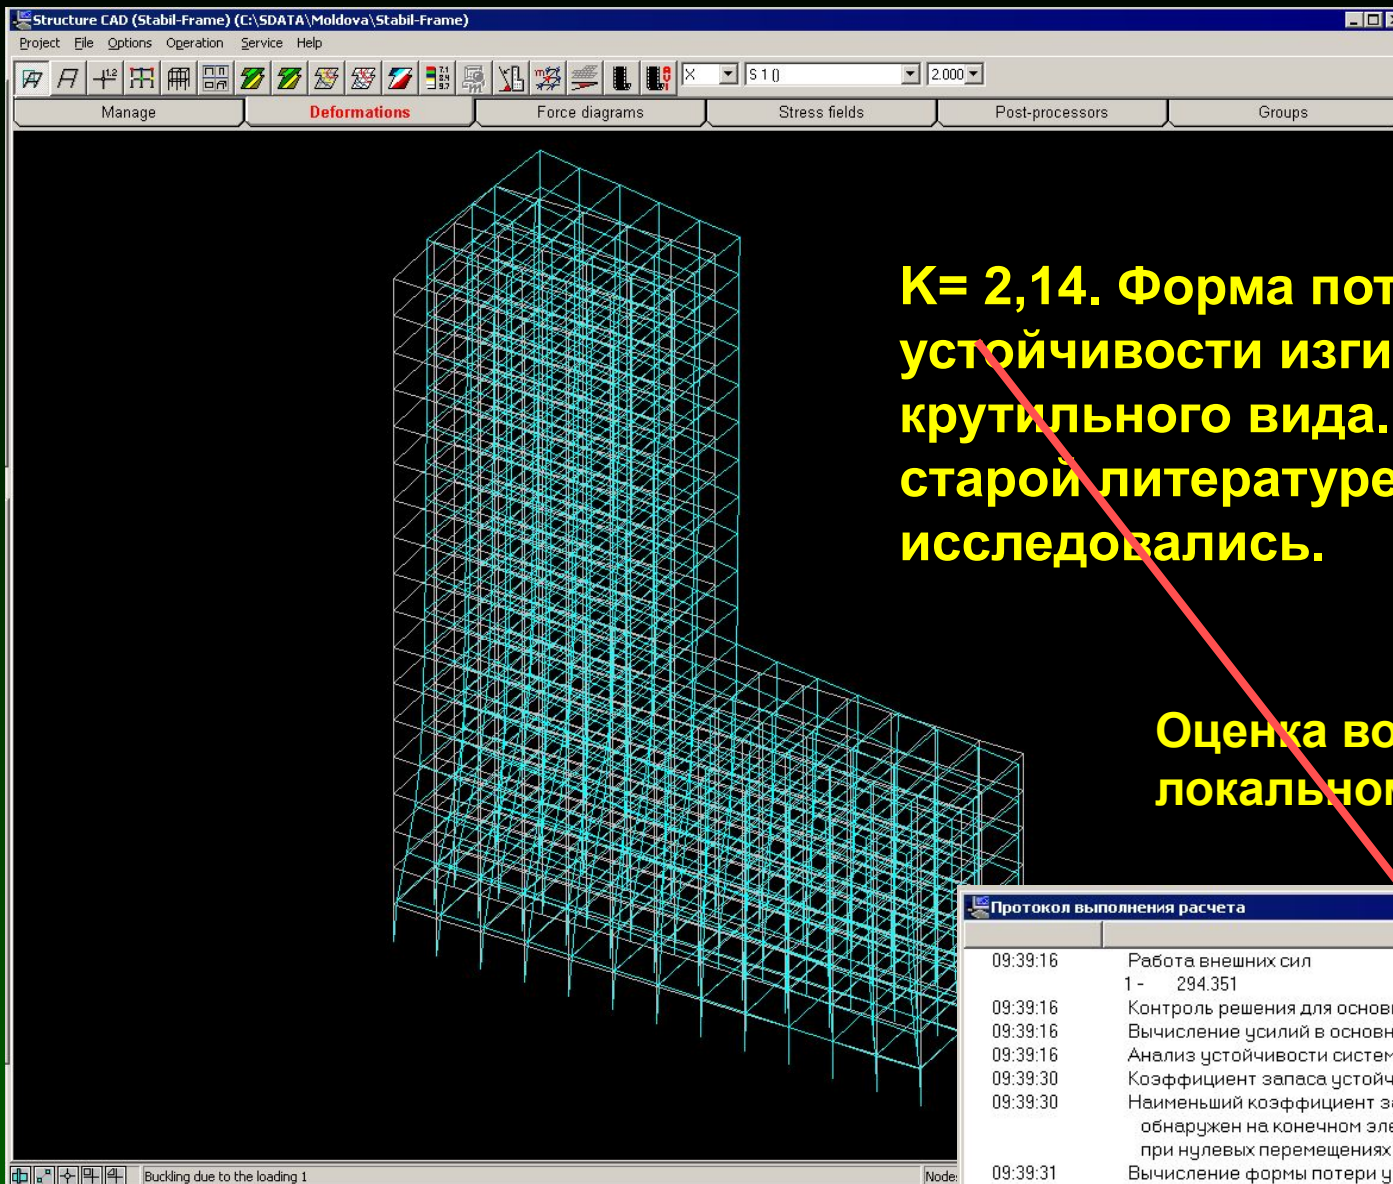 Structure CAD (Stabil-Frame) (C:\SDATA\Moldova\Stabil-Frame)
Project File Options Operation Service Help
X S 1 () 2.000
Manage Deformations Force diagrams Stress fields Post-processors Groups
К= 2,14. Форма пот
устойчивости изги
крутильного вида.
старой литературе
исследовались.
Оценка во
локальном
Протокол выполнения расчета
09:39:16 Работа внешних сил
1 - 294.351
09:39:16 Контроль решения для основ
09:39:16 Вычисление усилий в основн
09:39:16 Анализ устойчивости систем
09:39:30 Коэффициент запаса устойч
09:39:30 Наименьший коэффициент за
обнаружен на конечном эле
при нулевых перемещениях
09:39:31 Вычисление формы потери у
Buckling due to the loading 1 Node